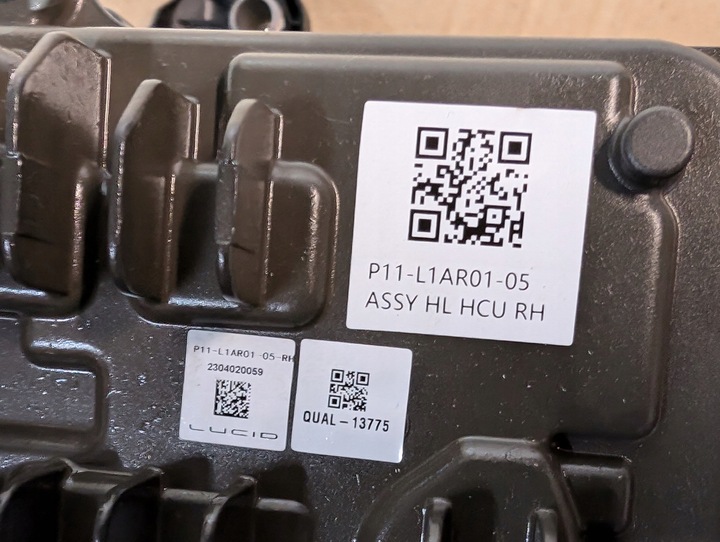 P11-L1AR01-05
ASSY HL HCU RH
P11-L1AR01-05-RH
2304020059
LUCID
QUAL-13775